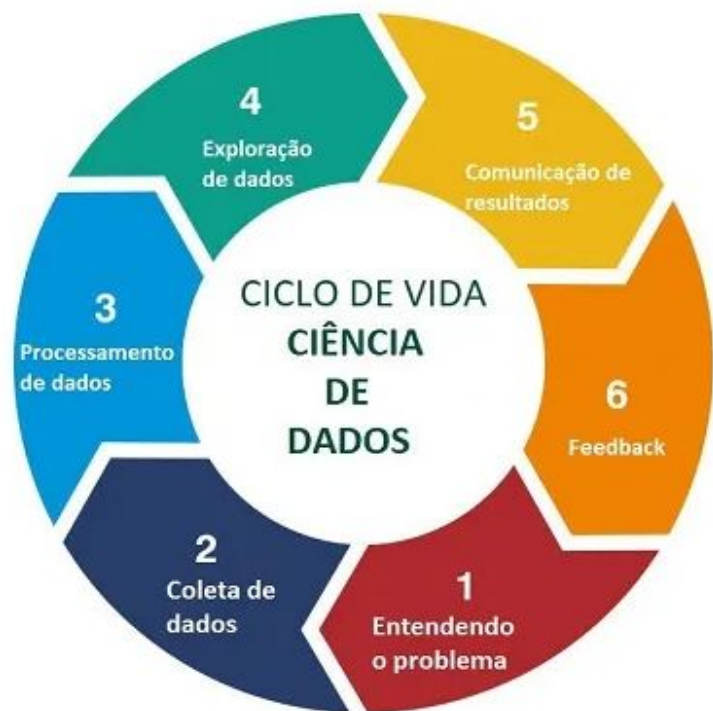 CICLO DE VIDA
CIÊNCIA
DE
DADOS
1
Entendendo
o problema
2
Coleta de
dados
3
Processamento
de dados
4
Exploração
de dados
5
Comunicação de
resultados
6
Feedback